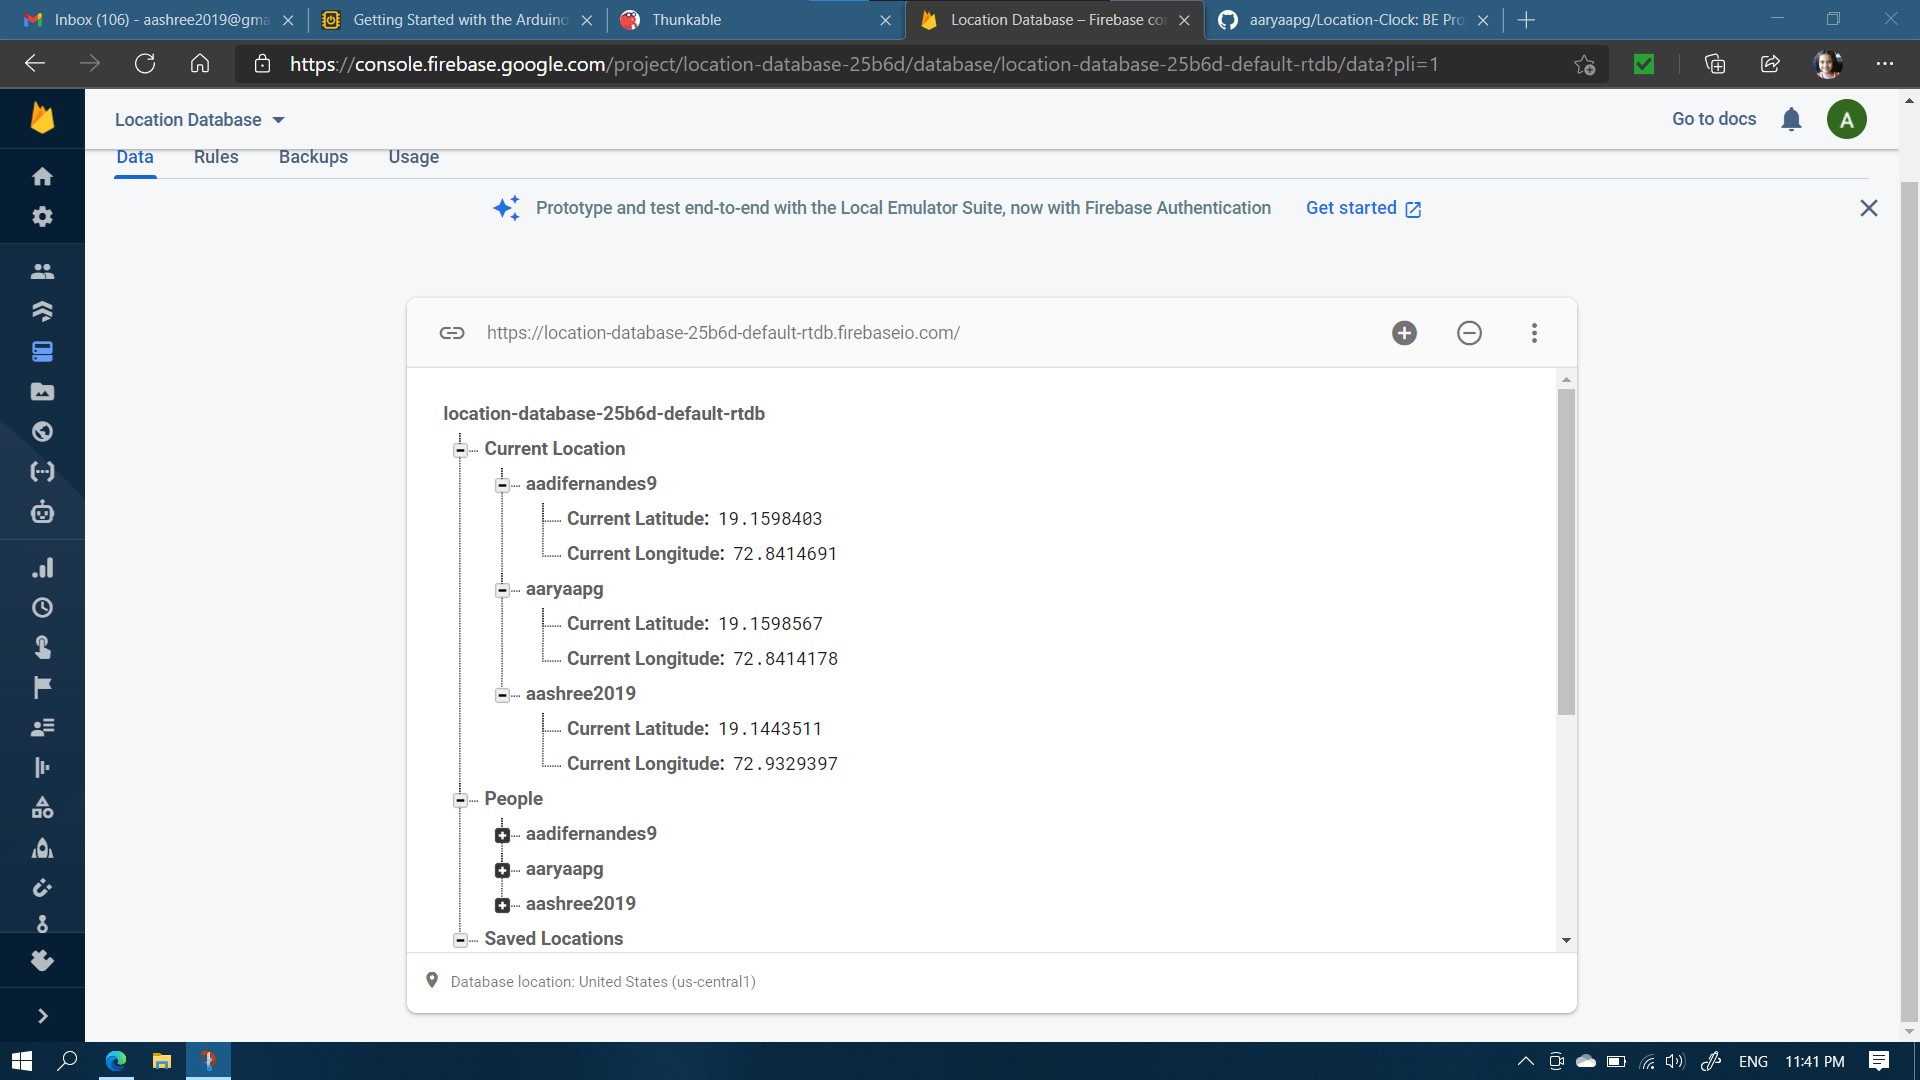 Inbox (106) - aashree2019@gma
Getting Started with the Arduino
Thunkable
Location Database – Firebase co
aaryaapg/Location-Clock: BE Pro
https://console.firebase.google.com/project/location-database-25b6d/database/location-database-25b6d-default-rtdb/data?pli=1
Location Database
Go to docs
A
Data
Rules
Backups
Usage
Prototype and test end-to-end with the Local Emulator Suite, now with Firebase Authentication
Get started
https://location-database-25b6d-default-rtdb.firebaseio.com/
location-database-25b6d-default-rtdb
Current Location
aadifernandes9
Current Latitude: 19.1598403
Current Longitude: 72.8414691
aaryaapg
Current Latitude: 19.1598567
Current Longitude: 72.8414178
aashree2019
Current Latitude: 19.1443511
Current Longitude: 72.9329397
People
aadifernandes9
aaryaapg
aashree2019
Saved Locations
Database location: United States (us-central1)
ENG
11:41 PM